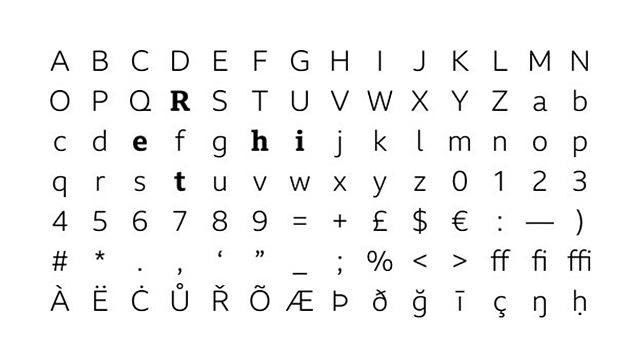 A B C D E F G H I J K L M N
O P Q R S T U V W X Y Z a b
c d e f g h i j k l m n o p
q r s t u v w x y z 0 1 2 3
4 5 6 7 8 9 = + £ $ € : — )
# * . , ‘ ” _ ; % < > ff fi ffi
À Ë Ċ Ů Ř Õ Æ Þ ð ğ ī ç ŋ ḥ